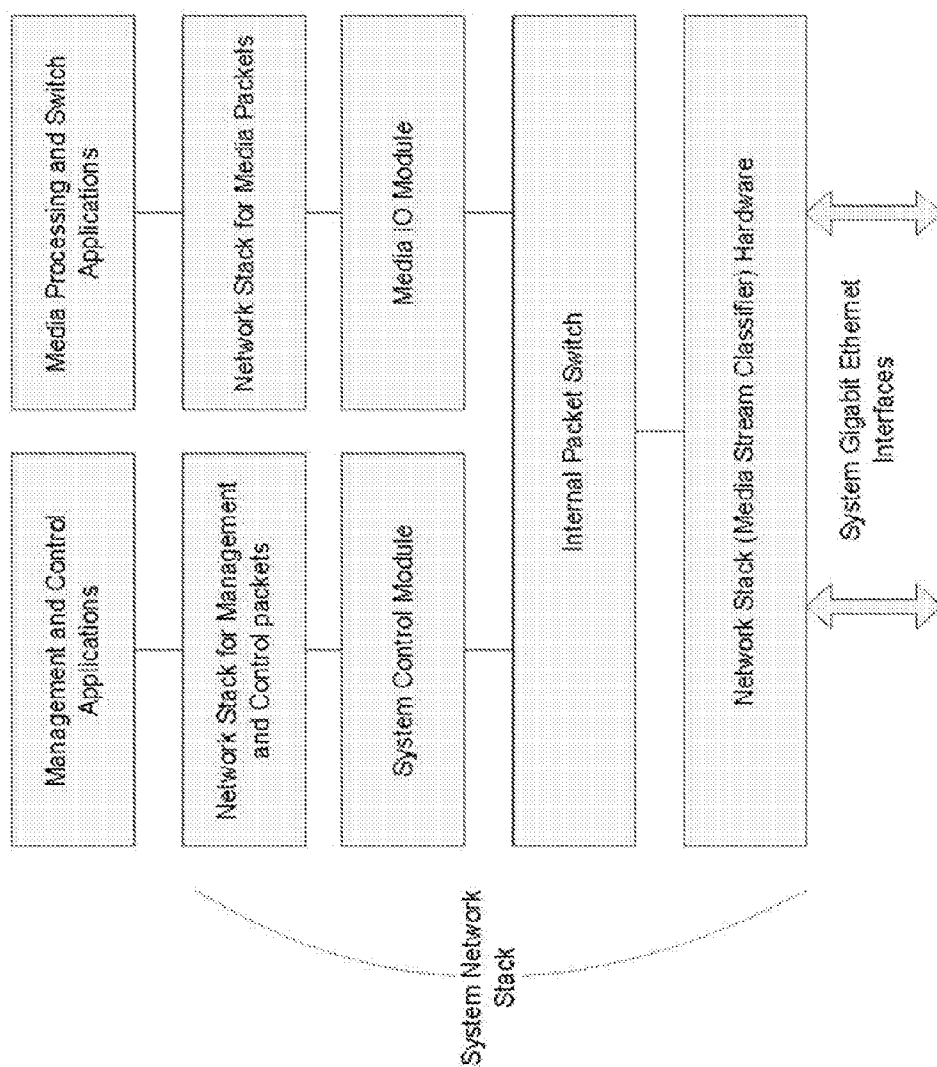 Management and Control
Applications
Media Processing and Switch
Applications
Network Stack for Management
and Control packets
Network Stack for Media Packets
System Control Module
Media IO Module
Internal Packet Switch
Network Stack (Media Stream Classifier) Hardware
System Gigabit Ethernet
Interfaces
System Network
Stack